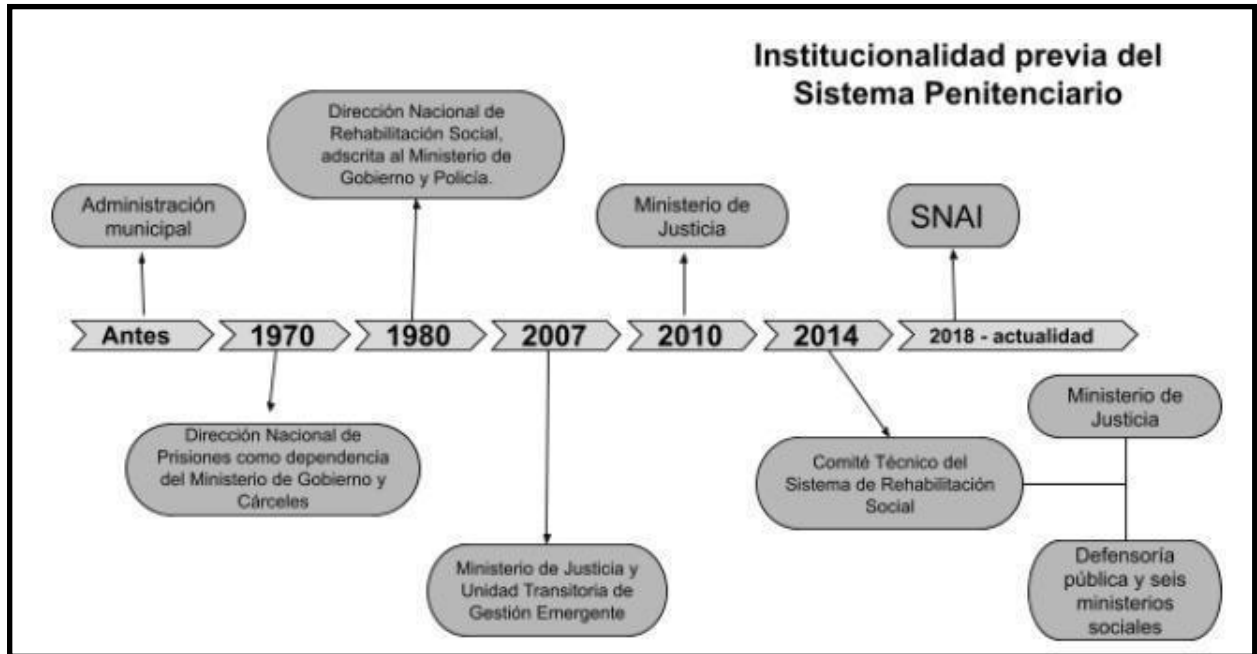 Institucionalidad previa del
Sistema Penitenciario
Dirección Nacional de
Rehabilitación Social,
adscrita al Ministerio de
Gobierno y Policía.
Administración
municipal
Ministerio de
Justicia
SNAI
Antes
1970
1980
2007
2010
2014
2018 - actualidad
Dirección Nacional de
Prisiones como dependencia
del Ministerio de Gobierno y
Cárceles
Ministerio de Justicia y
Unidad Transitoria de
Gestión Emergente
Comité Técnico del
Sistema de Rehabilitación
Social
Ministerio de
Justicia
Defensoría
pública y seis
ministerios
sociales